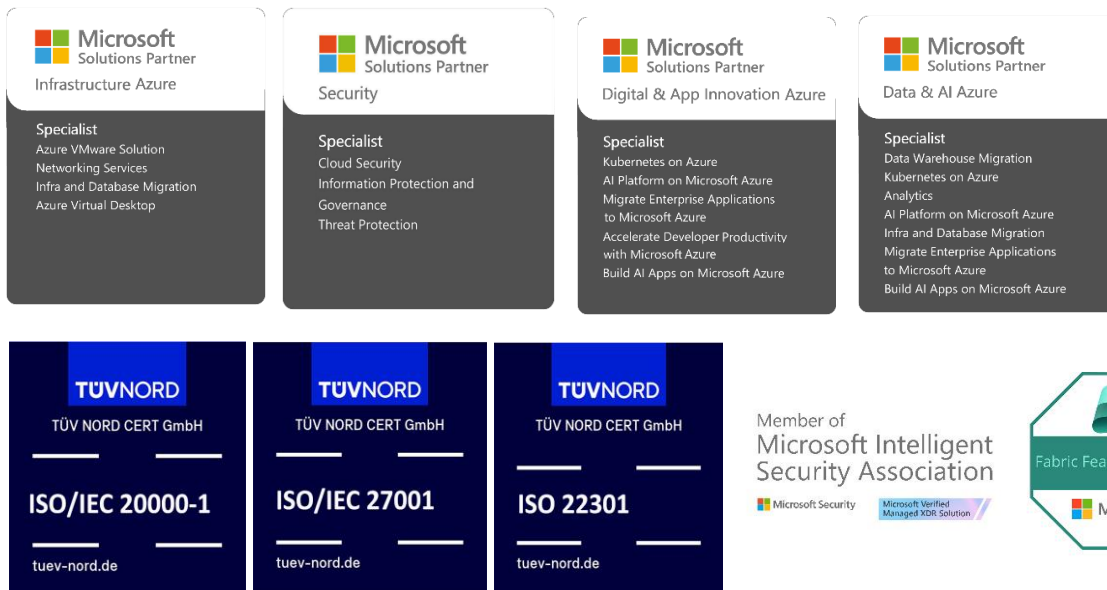 Microsoft
Solutions Partner
Infrastructure Azure
Specialist
Azure VMware Solution
Networking Services
Infra and Database Migration
Azure Virtual Desktop
Microsoft
Solutions Partner
Security
Specialist
Cloud Security
Information Protection and
Governance
Threat Protection
Microsoft
Solutions Partner
Digital & App Innovation Azure
Specialist
Kubernetes on Azure
AI Platform on Microsoft Azure
Migrate Enterprise Applications
to Microsoft Azure
Accelerate Developer Productivity
with Microsoft Azure
Build AI Apps on Microsoft Azure
Microsoft
Solutions Partner
Data & AI Azure
Specialist
Data Warehouse Migration
Kubernetes on Azure
Analytics
AI Platform on Microsoft Azure
Infra and Database Migration
Migrate Enterprise Applications
to Microsoft Azure
Build AI Apps on Microsoft Azure
TÜVNORD
TÜV NORD CERT GmbH
ISO/IEC 20000-1
tuev-nord.de
TÜVNORD
TÜV NORD CERT GmbH
ISO/IEC 27001
tuev-nord.de
TÜVNORD
TÜV NORD CERT GmbH
ISO 22301
tuev-nord.de
Member of
Microsoft Intelligent
Security Association
Microsoft Security
Microsoft Verified
Managed XDR Solution
Fabric